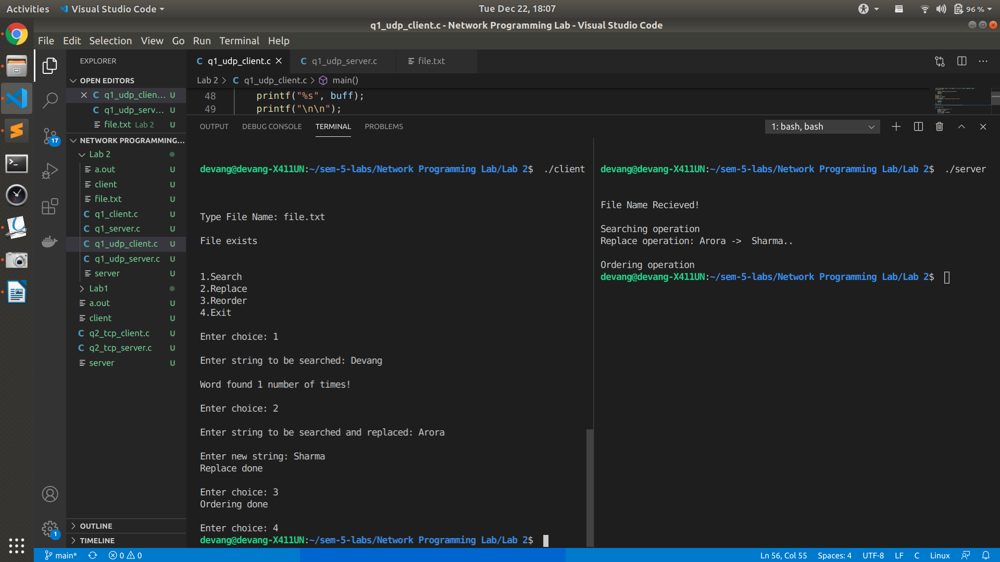 Activities Visual Studio Code Tue Dec 22, 18:07 96 %
q1_udp_client.c - Network Programming Lab - Visual Studio Code
File Edit Selection View Go Run Terminal Help
EXPLORER
OPEN EDITORS
q1_udp_clien... U
q1_udp_serv... U
file.txt Lab 2 U
NETWORK PROGRAMMING...
Lab 2
a.out U
client U
file.txt U
q1_client.c U
q1_server.c U
q1_udp_client.c U
q1_udp_server.c U
server U
Lab1
a.out U
client U
q2_tcp_client.c U
q2_tcp_server.c U
server U
OUTLINE
TIMELINE
17
1
q1_udp_client.c q1_udp_server.c file.txt
Lab 2 > C q1_udp_client.c > main()
48 printf("%s", buff);
49 printf("\n\n");
OUTPUT DEBUG CONSOLE TERMINAL PROBLEMS 1: bash, bash
devang@devang-X411UN:~/sem-5-labs/Network Programming Lab/Lab 2$ ./client
Type File Name: file.txt
File exists
1.Search
2.Replace
3.Reorder
4.Exit
Enter choice: 1
Enter string to be searched: Devang
Word found 1 number of times!
Enter choice: 2
Enter string to be searched and replaced: Arora
Enter new string: Sharma
Replace done
Enter choice: 3
Ordering done
Enter choice: 4
devang@devang-X411UN:~/sem-5-labs/Network Programming Lab/Lab 2$
devang@devang-X411UN:~/sem-5-labs/Network Programming Lab/Lab 2$ ./server
File Name Recieved!
Searching operation
Replace operation: Arora -> Sharma..
Ordering operation
devang@devang-X411UN:~/sem-5-labs/Network Programming Lab/Lab 2$
main* 0 0 Ln 56, Col 55 Spaces: 4 UTF-8 LF C Linux